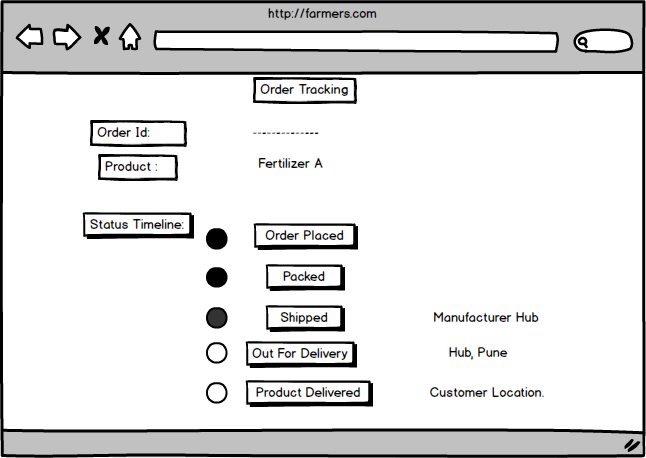 http://farmers.com
Order Tracking
Order Id: --------------
Product : Fertilizer A
Status Timeline:
Order Placed
Packed
Shipped Manufacturer Hub
Out For Delivery Hub, Pune
Product Delivered Customer Location.